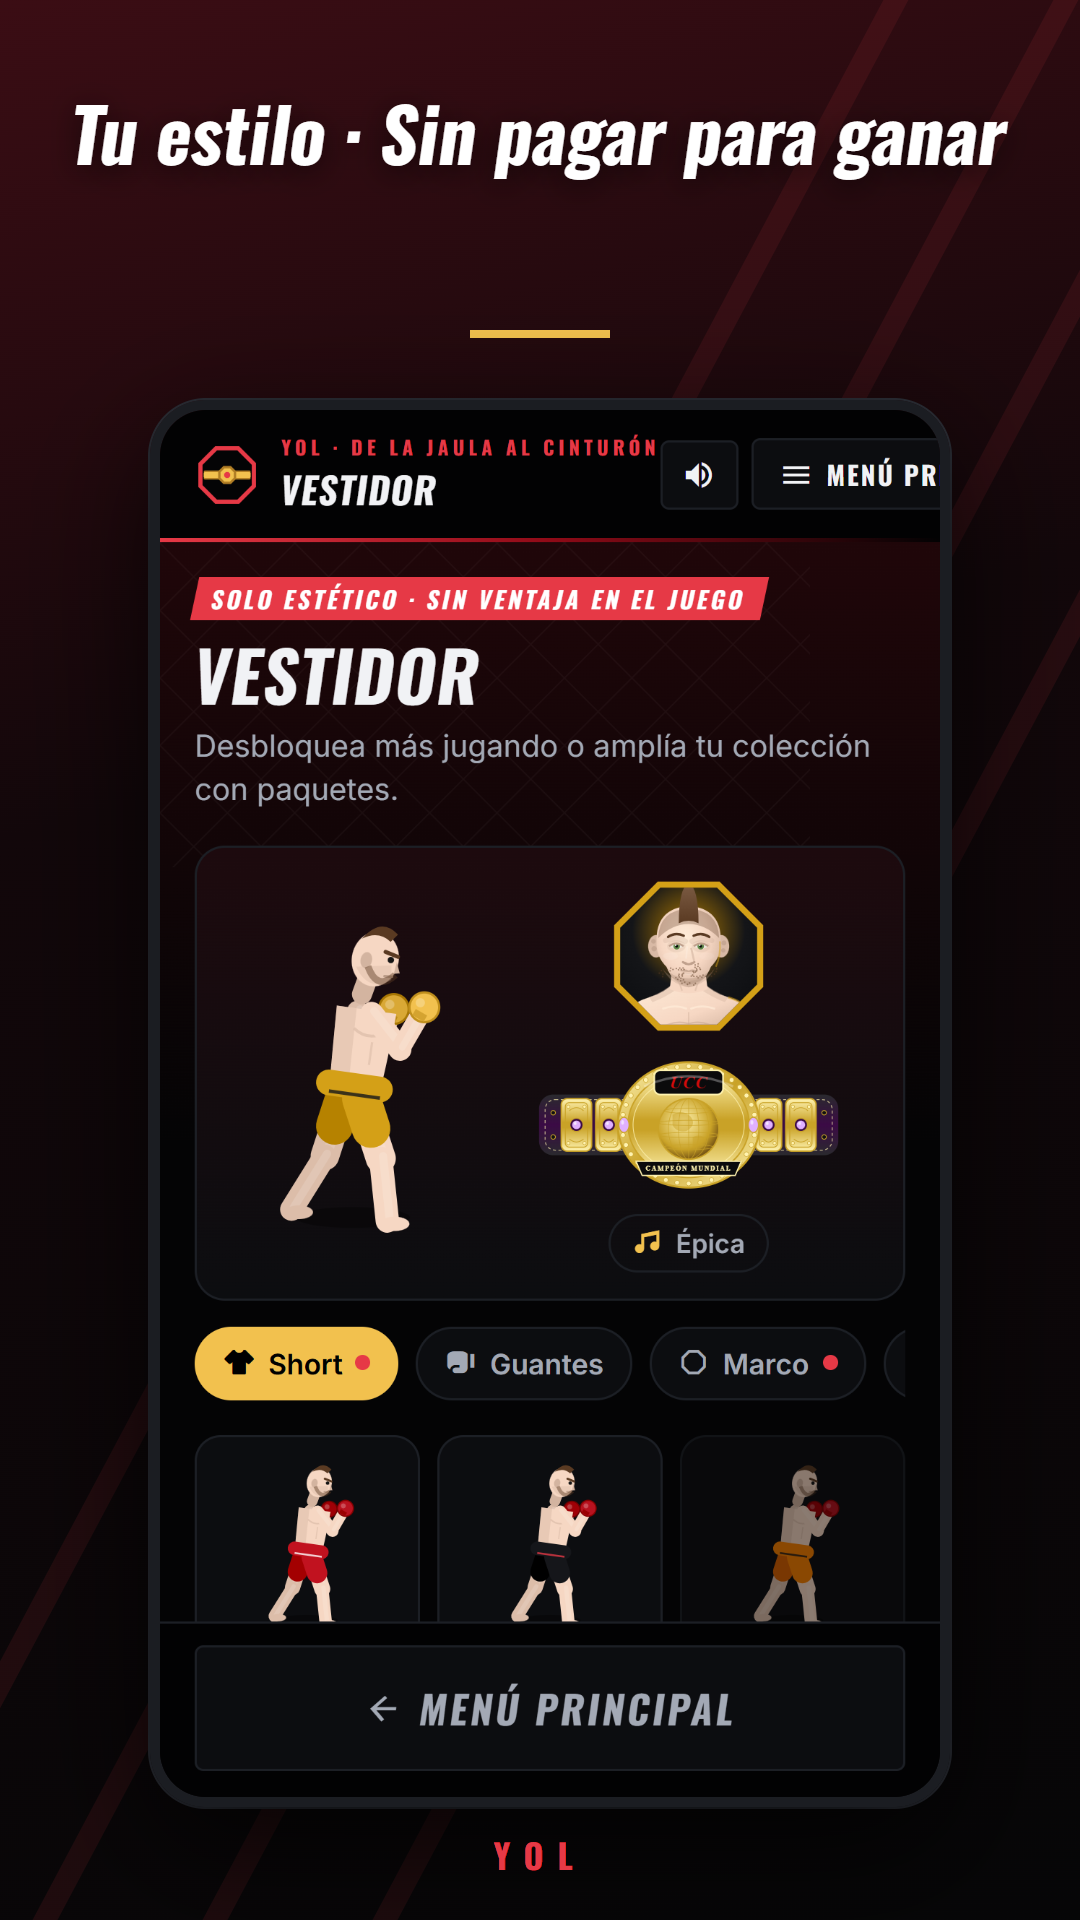 Tu estilo · Sin pagar para ganar
YOL · DE LA JAULA AL CINTURÓN
VESTIDOR
MENÚ PR
SOLO ESTÉTICO · SIN VENTAJA EN EL JUEGO
VESTIDOR
Desbloquea más jugando o amplía tu colección
con paquetes.
UCC
CAMPEÓN MUNDIAL
Épica
Short
Guantes
Marco
MENÚ PRINCIPAL
YOL